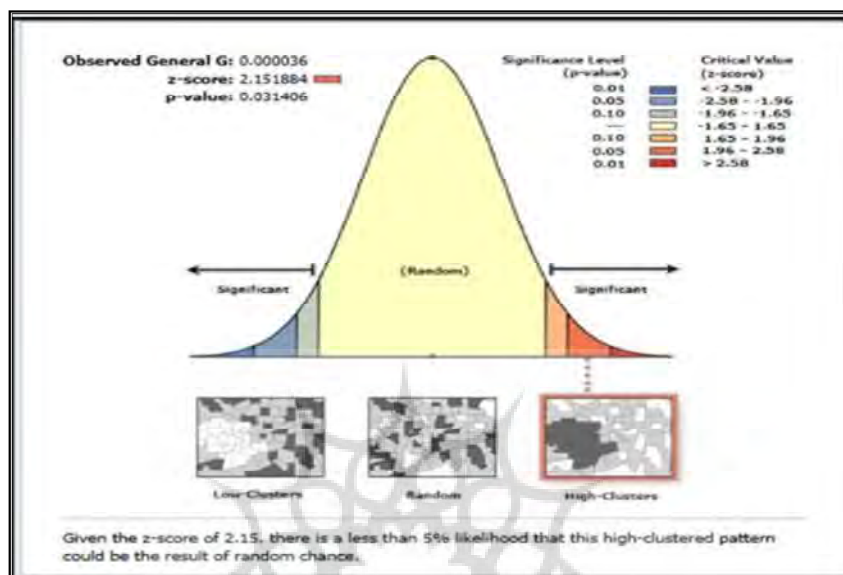 Observed General G: 0.000036
z-score: 2.151884
p-value: 0.031406
Significance Level (p-value)
Critical Value (z-score)
0.01 < -2.58
0.05 -2.58 - -1.96
0.10 -1.96 - -1.65
— -1.65 - 1.65
0.10 1.65 - 1.96
0.05 1.96 - 2.58
0.01 > 2.58
(Random)
Significant
Significant
Low-Clusters
Random
High-Clusters
Given the z-score of 2.15, there is a less than 5% likelihood that this high-clustered pattern
could be the result of random chance.